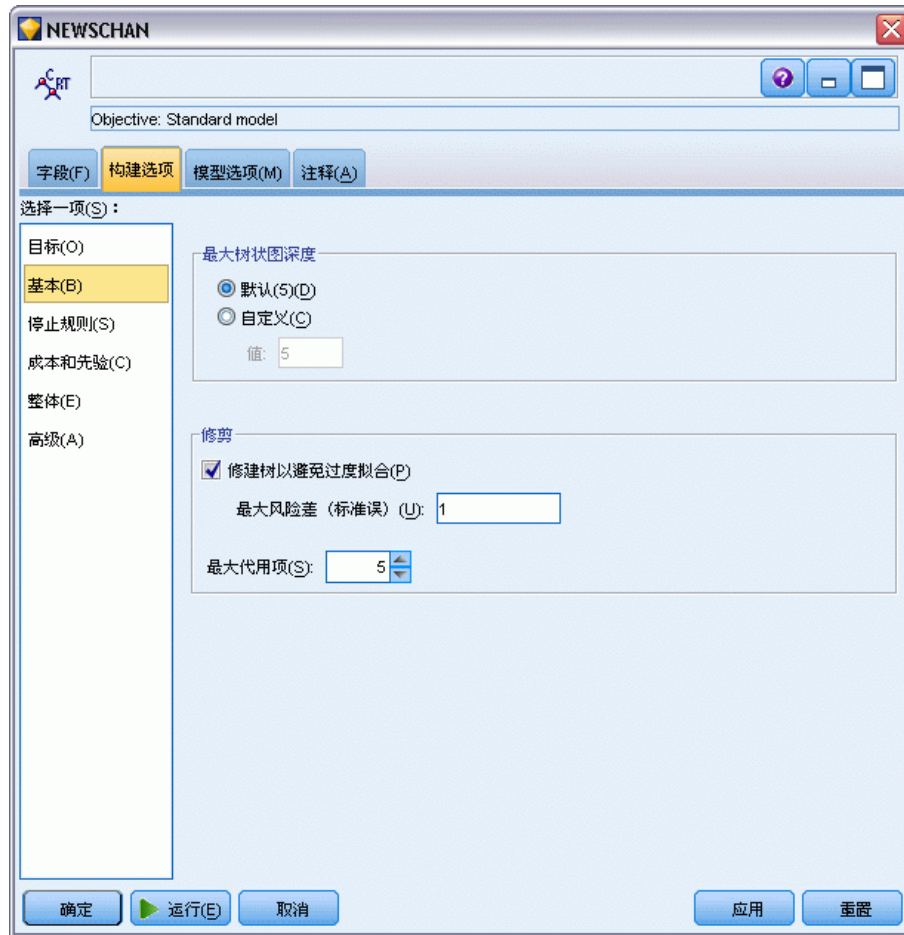 NEWSCHAN
C RT
Objective: Standard model
字段(F) 构建选项 模型选项(M) 注释(A)
选择一项(S)：
目标(O)
基本(B)
停止规则(S)
成本和先验(C)
整体(E)
高级(A)
最大树状图深度
默认(5)(D)
自定义(C)
值: 5
修剪
修建树以避免过度拟合(P)
最大风险差（标准误）(U): 1
最大代用项(S): 5
确定 运行(E) 取消 应用 重置